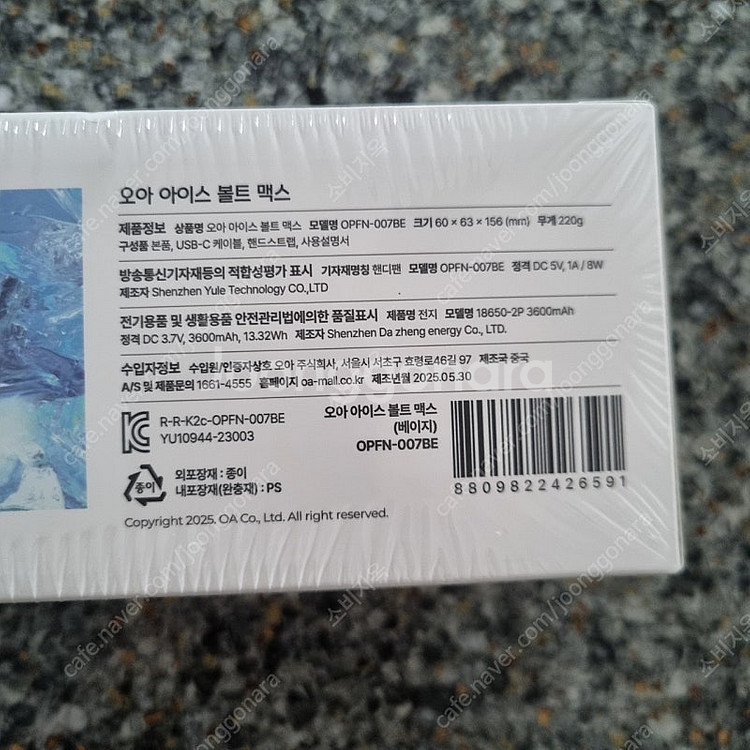 오아 아이스 볼트 맥스
제품정보 상품명 오아 아이스 볼트 맥스 모델명 OPFN-007BE 크기 60 × 63 × 156 (mm) 무게 220g
구성품 본품, USB-C 케이블, 핸드스트랩, 사용설명서
방송통신기자재등의 적합성평가 표시 기자재명칭 핸디팬 모델명 OPFN-007BE 정격 DC 5V, 1A / 8W
제조자 Shenzhen Yule Technology CO.,LTD
전기용품 및 생활용품 안전관리법에의한 품질표시 제품명 전지 모델명 18650-2P 3600mAh
정격 DC 3.7V, 3600mAh, 13.32Wh 제조자 Shenzhen Da zheng energy Co., LTD.
수입자정보 수입원/인증자상호 오아 주식회사, 서울시 서초구 효령로46길 97 제조국 중국
A/S 및 제품문의 1661-4555 홈페이지 oa-mall.co.kr 제조년월 2025.05.30
R-R-K2c-OPFN-007BE
YU10944-23003
오아 아이스 볼트 맥스
(베이지)
OPFN-007BE
8809822426591
종이
외포장재 : 종이
내포장재(완충재) : PS
Copyright 2025. OA Co., Ltd. All right reserved.
joonggonara
cafe.naver.com/joonggonara
소비지옥